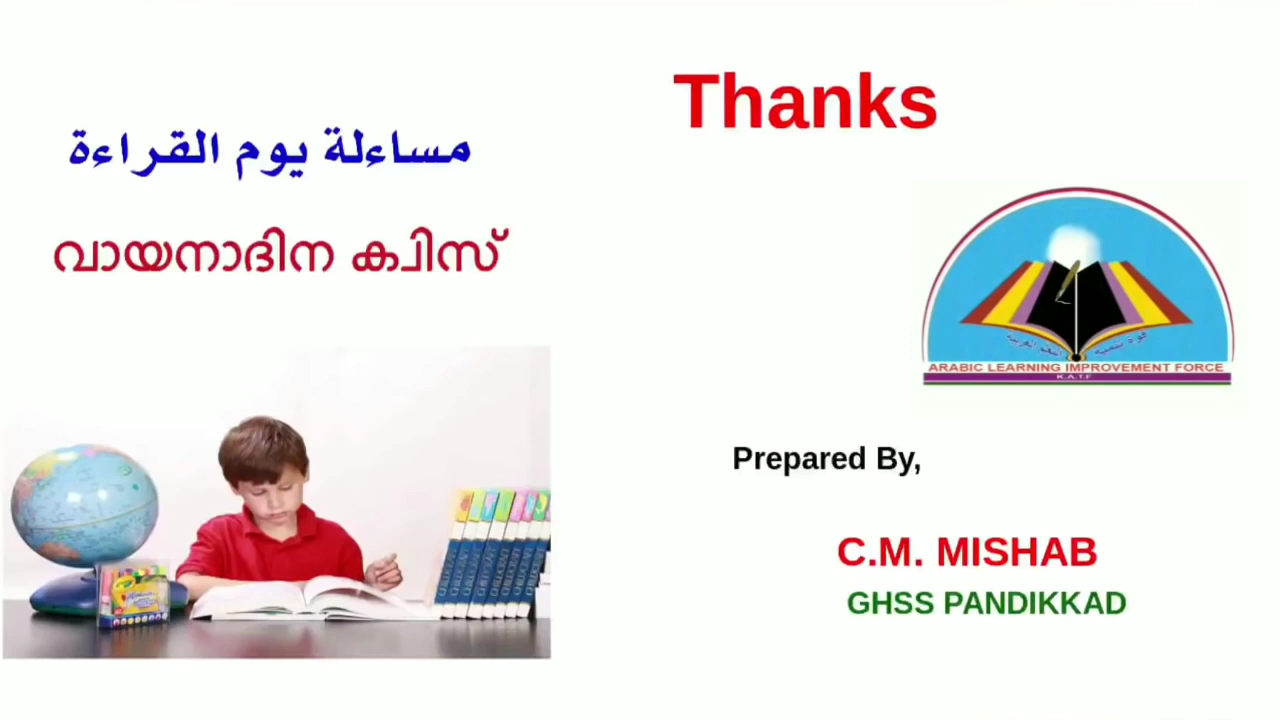 Thanks
مساءلة يوم القراءة
വായനാദിന ക്വിസ്
ARABIC LEARNING IMPROVEMENT FORCE
K.A.T.F
Prepared By,
C.M. MISHAB
GHSS PANDIKKAD